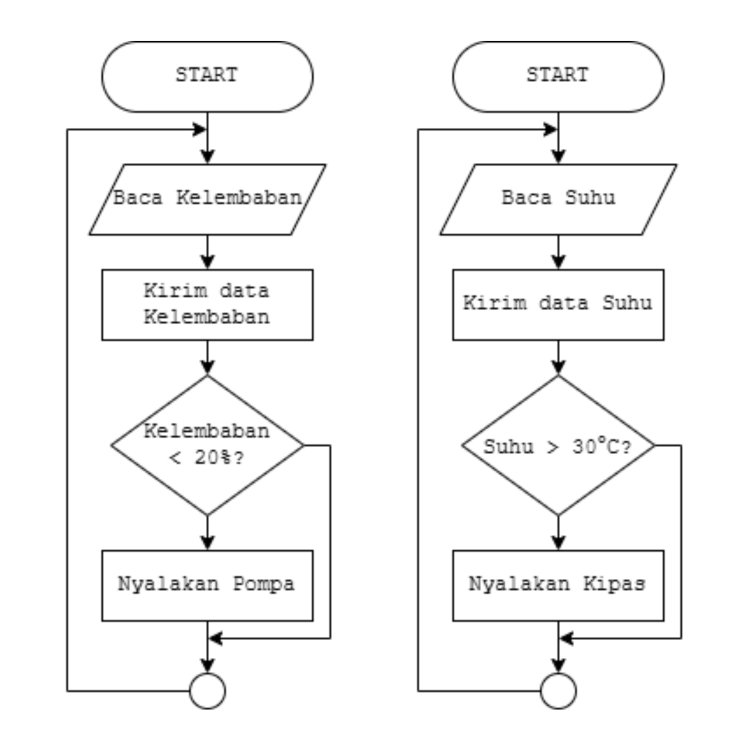 START
Baca Kelembaban
Kirim data
Kelembaban
Kelembaban
< 20%?
Nyalakan Pompa
START
Baca Suhu
Kirim data Suhu
Suhu > 30°C?
Nyalakan Kipas